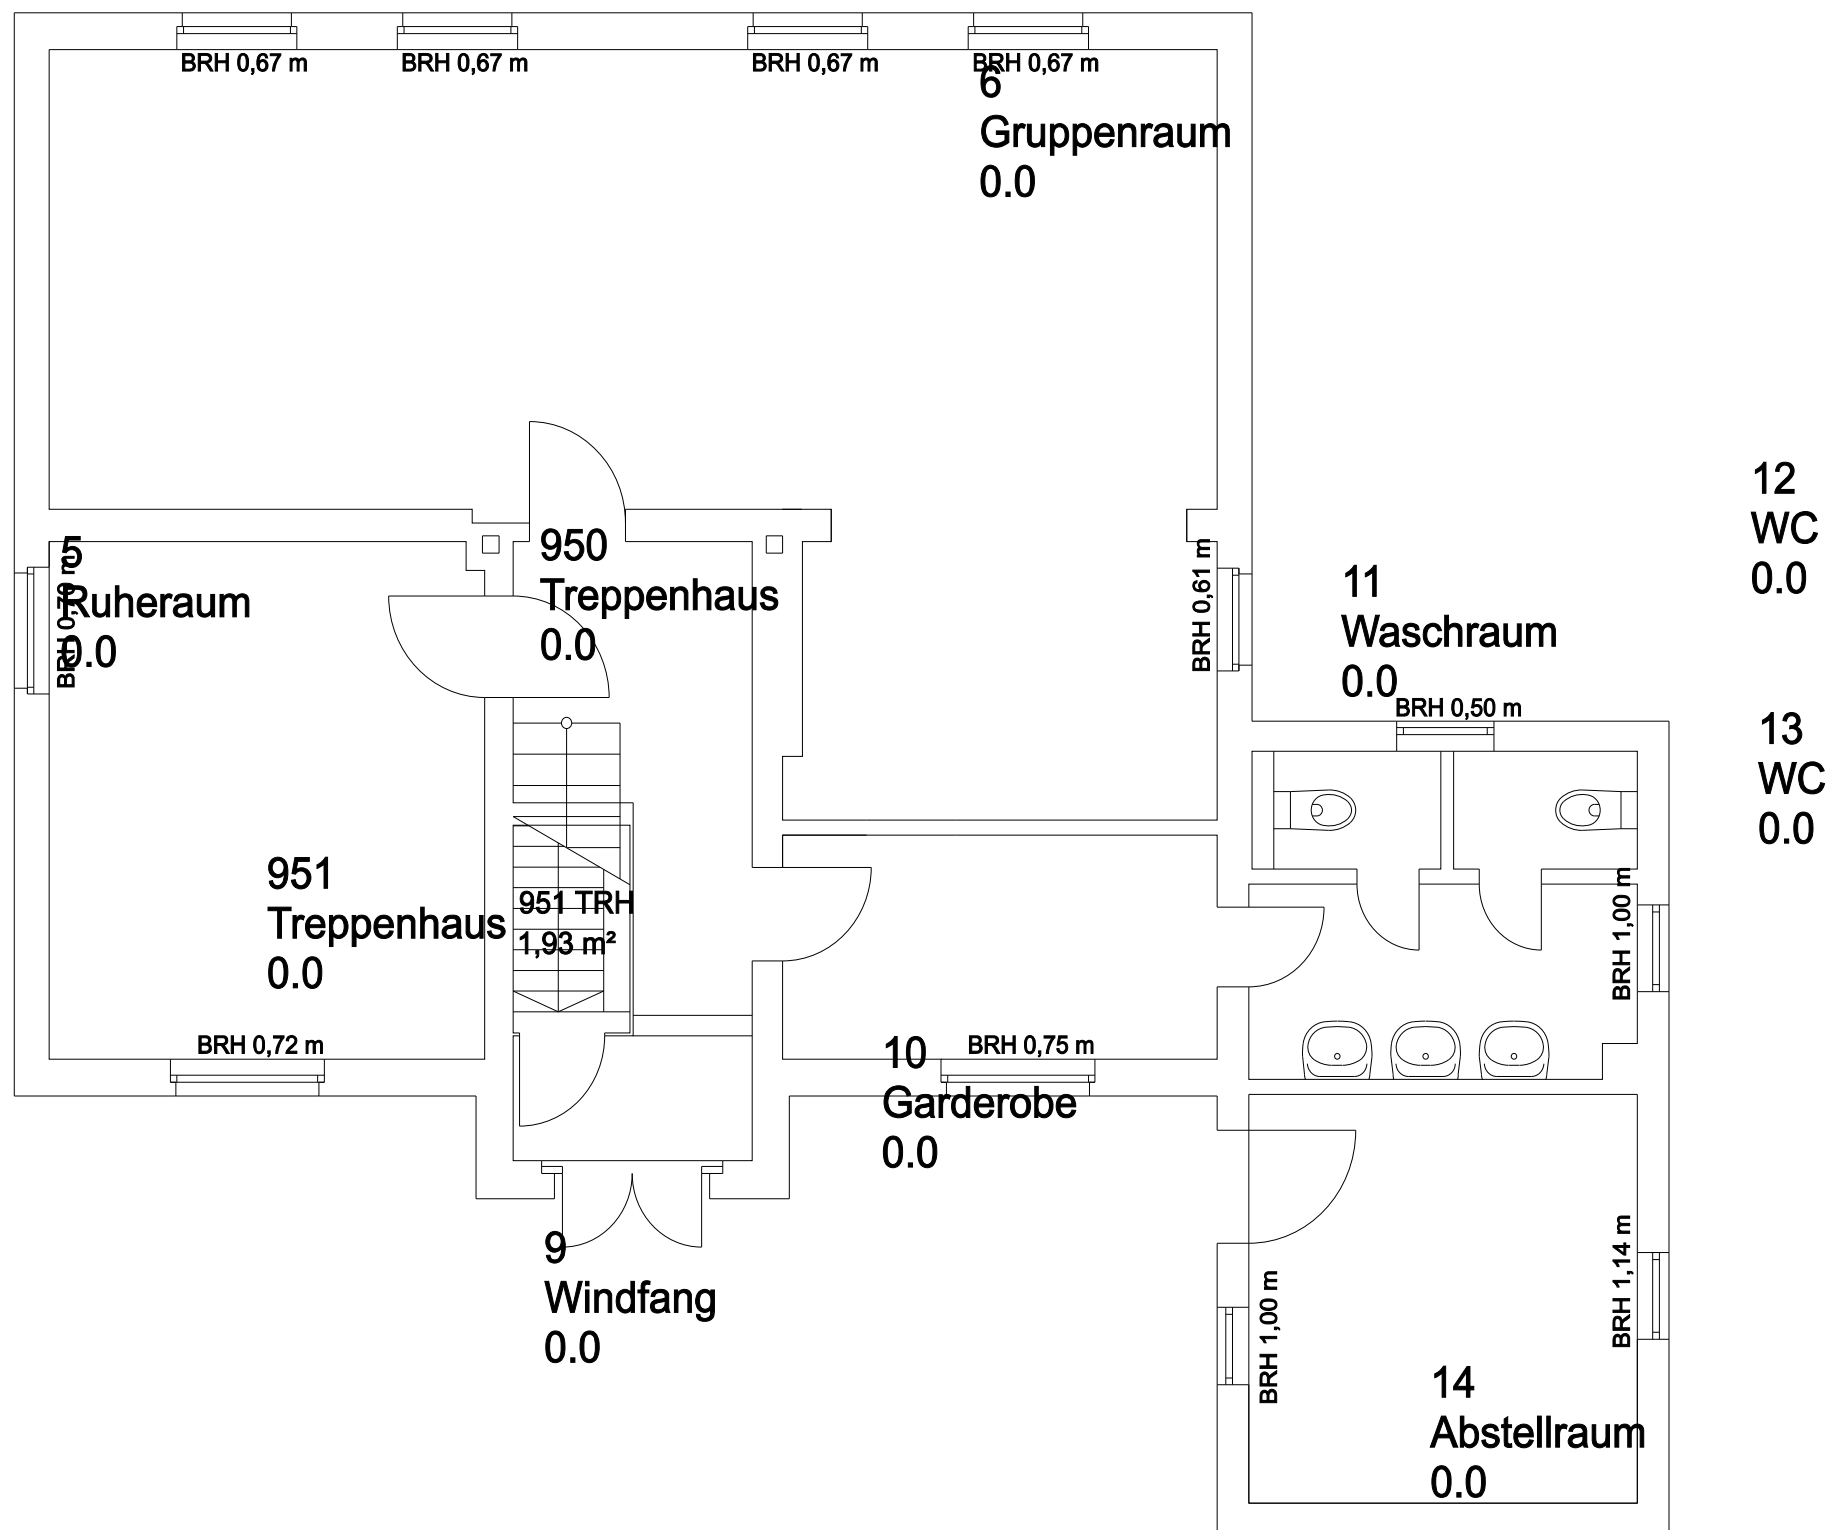 BRH 0,67 m
BRH 0,67 m
BRH 0,67 m
BRH 0,67 m
6
Gruppenraum
0.0
12
WC
0.0
5
Ruheraum
0.0
BRH 0,70 m
950
Treppenhaus
0.0
BRH 0,61 m
11
Waschraum
0.0
BRH 0,50 m
13
WC
0.0
951
Treppenhaus
0.0
951 TRH
1,93 m²
BRH 1,00 m
BRH 0,72 m
10
Garderobe
0.0
BRH 0,75 m
9
Windfang
0.0
BRH 1,00 m
BRH 1,14 m
14
Abstellraum
0.0